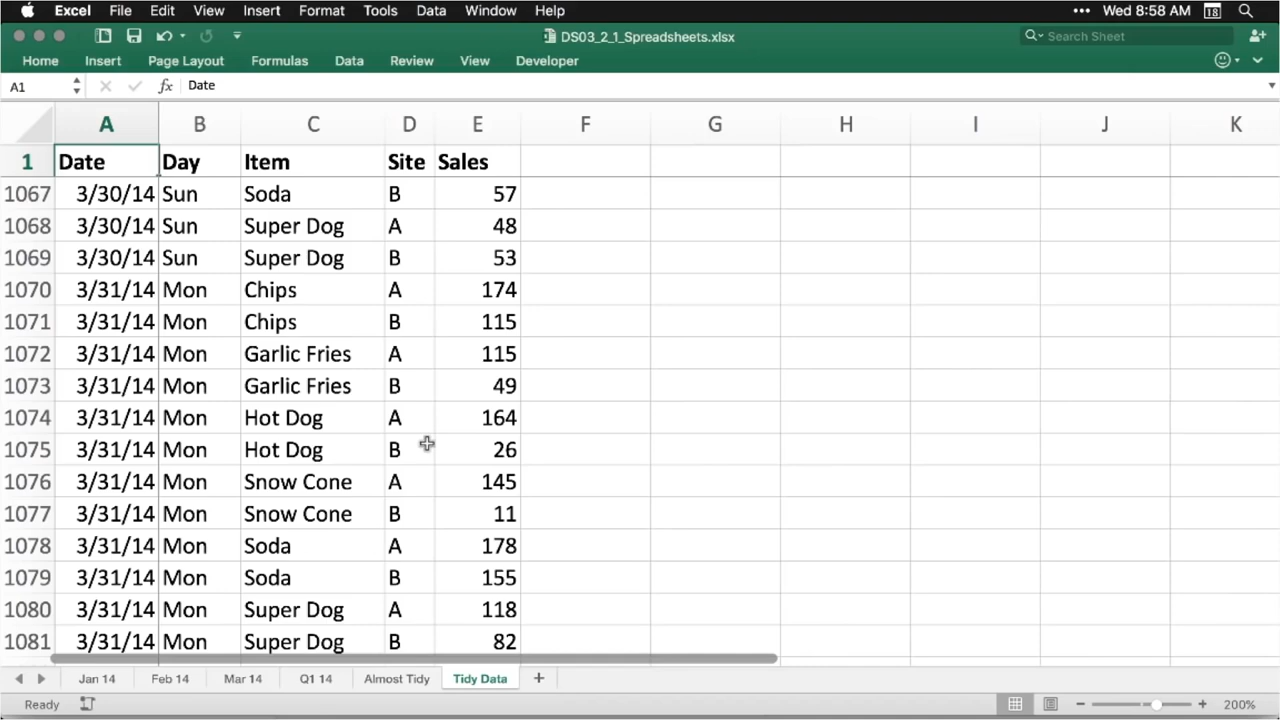 Excel File Edit View Insert Format Tools Data Window Help ••• Wed 8:58 AM 18
DS03_2_1_Spreadsheets.xlsx Search Sheet
Home Insert Page Layout Formulas Data Review View Developer
A1 fx Date
A B C D E F G H I J K
1 Date Day Item Site Sales
1067 3/30/14 Sun Soda B 57
1068 3/30/14 Sun Super Dog A 48
1069 3/30/14 Sun Super Dog B 53
1070 3/31/14 Mon Chips A 174
1071 3/31/14 Mon Chips B 115
1072 3/31/14 Mon Garlic Fries A 115
1073 3/31/14 Mon Garlic Fries B 49
1074 3/31/14 Mon Hot Dog A 164
1075 3/31/14 Mon Hot Dog B 26
1076 3/31/14 Mon Snow Cone A 145
1077 3/31/14 Mon Snow Cone B 11
1078 3/31/14 Mon Soda A 178
1079 3/31/14 Mon Soda B 155
1080 3/31/14 Mon Super Dog A 118
1081 3/31/14 Mon Super Dog B 82
Jan 14 Feb 14 Mar 14 Q1 14 Almost Tidy Tidy Data +
Ready − + 200%